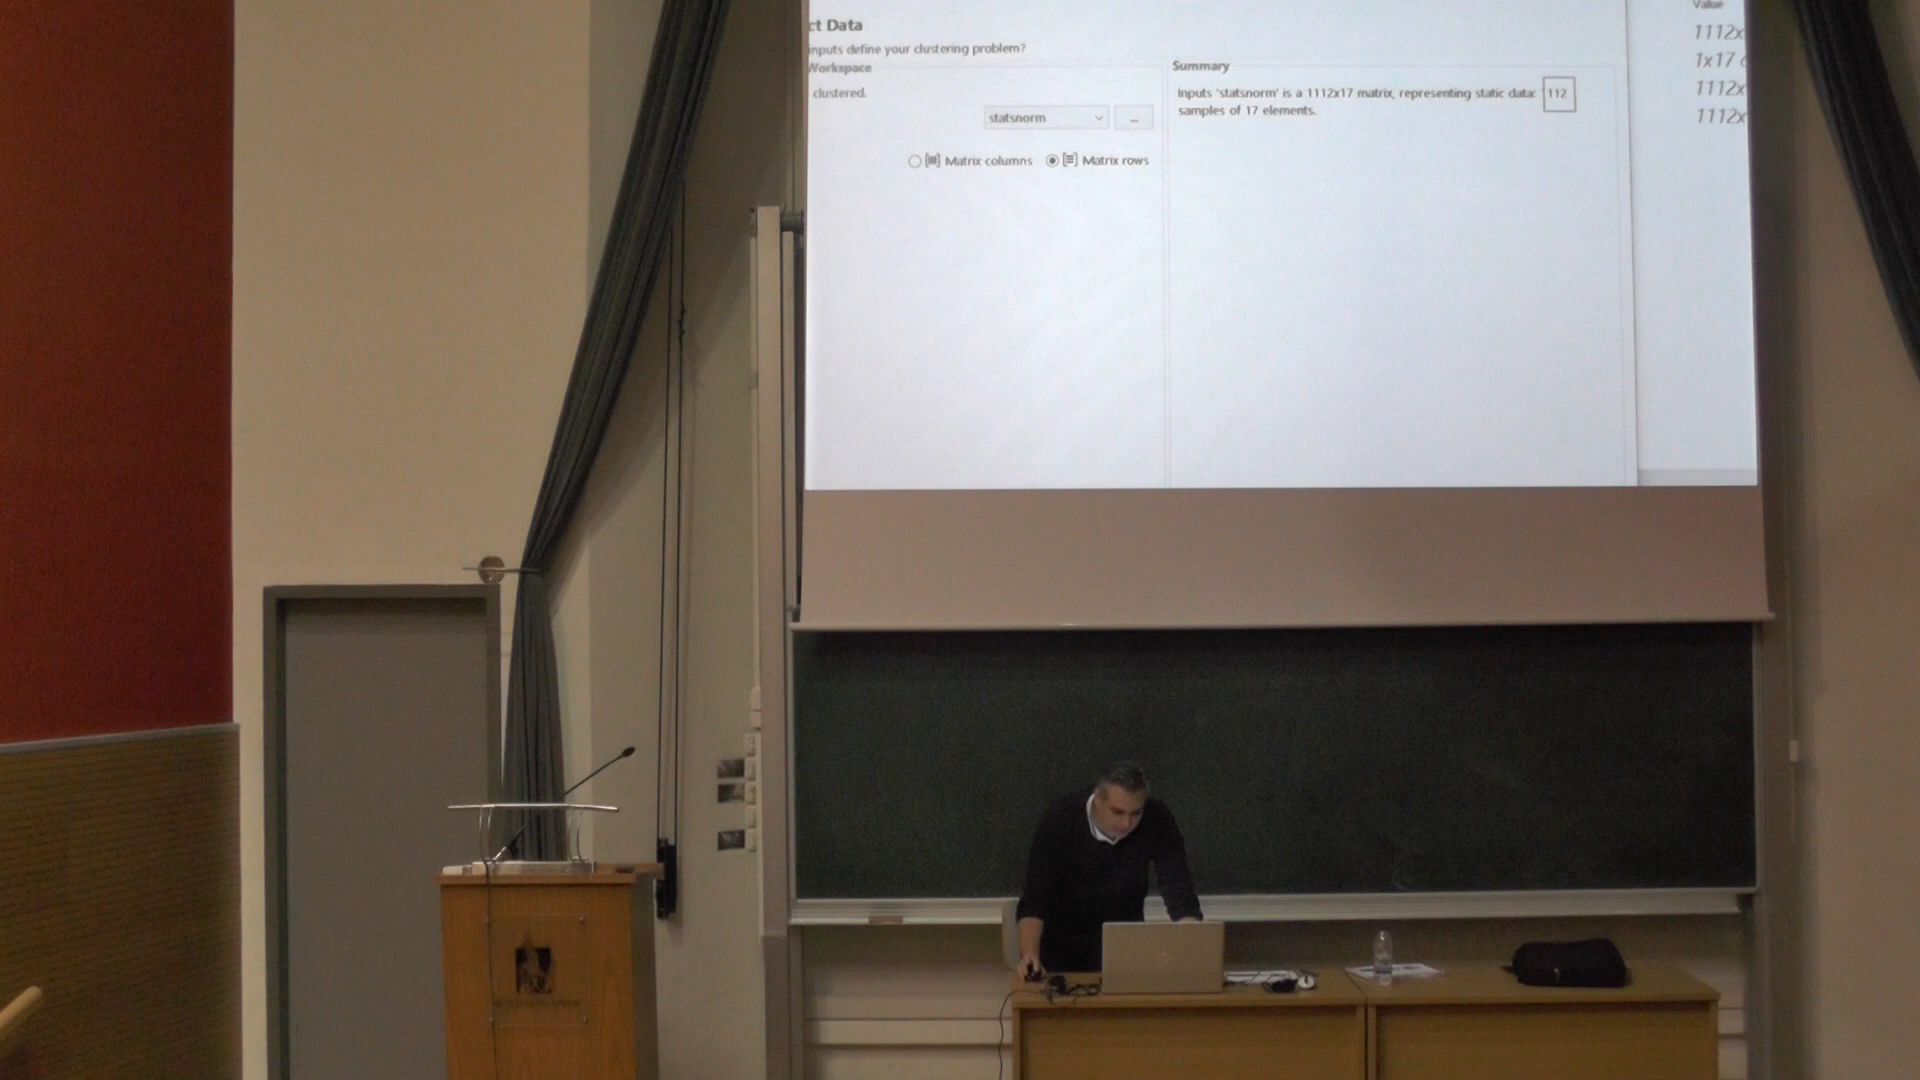 ct Data
inputs define your clustering problem?
Workspace
clustered.
statsnorm
...
Matrix columns
Matrix rows
Summary
Inputs 'statsnorm' is a 1112x17 matrix, representing static data: 112
samples of 17 elements.
Value
1112x
1x17 c
1112x
1112x